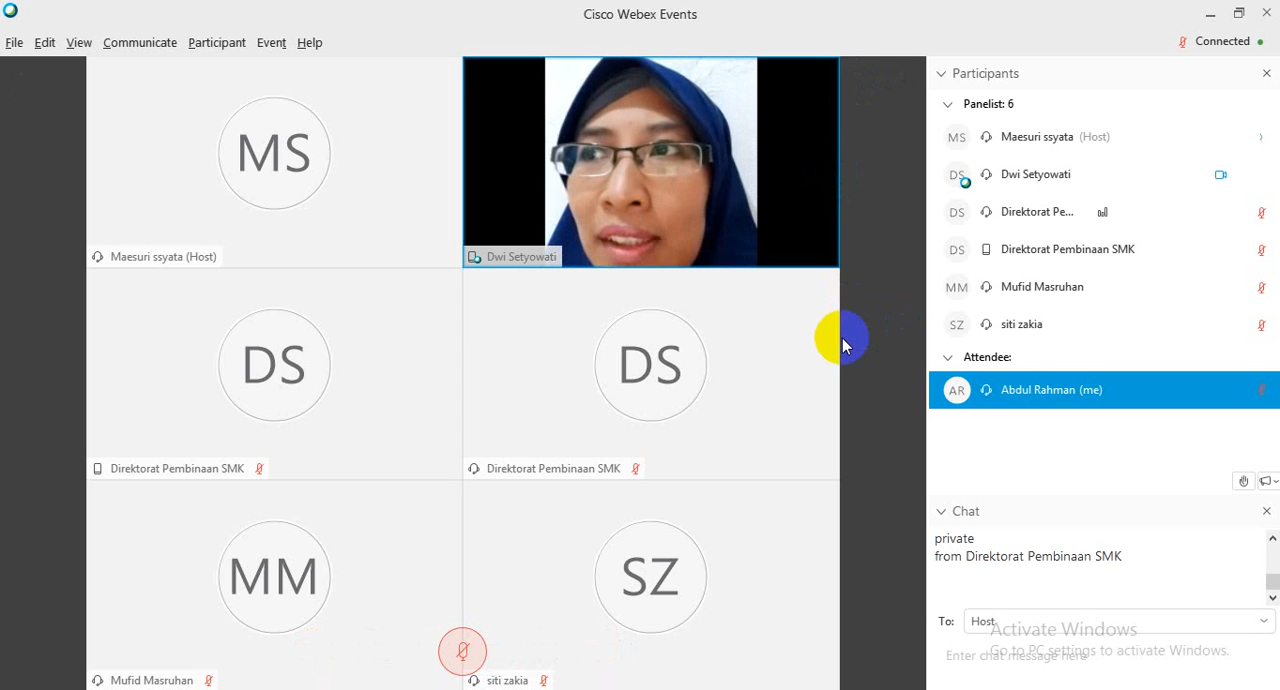 Cisco Webex Events
File Edit View Communicate Participant Event Help
Connected
MS
Maesuri ssyata (Host)
Dwi Setyowati
DS
Direktorat Pembinaan SMK
DS
Direktorat Pembinaan SMK
MM
Mufid Masruhan
SZ
siti zakia
Participants
Panelist: 6
MS Maesuri ssyata (Host)
DS Dwi Setyowati
DS Direktorat Pe...
DS Direktorat Pembinaan SMK
MM Mufid Masruhan
SZ siti zakia
Attendee:
AR Abdul Rahman (me)
Chat
private
from Direktorat Pembinaan SMK
To: Host
Activate Windows
Enter chat message here
Go to PC settings to activate Windows.